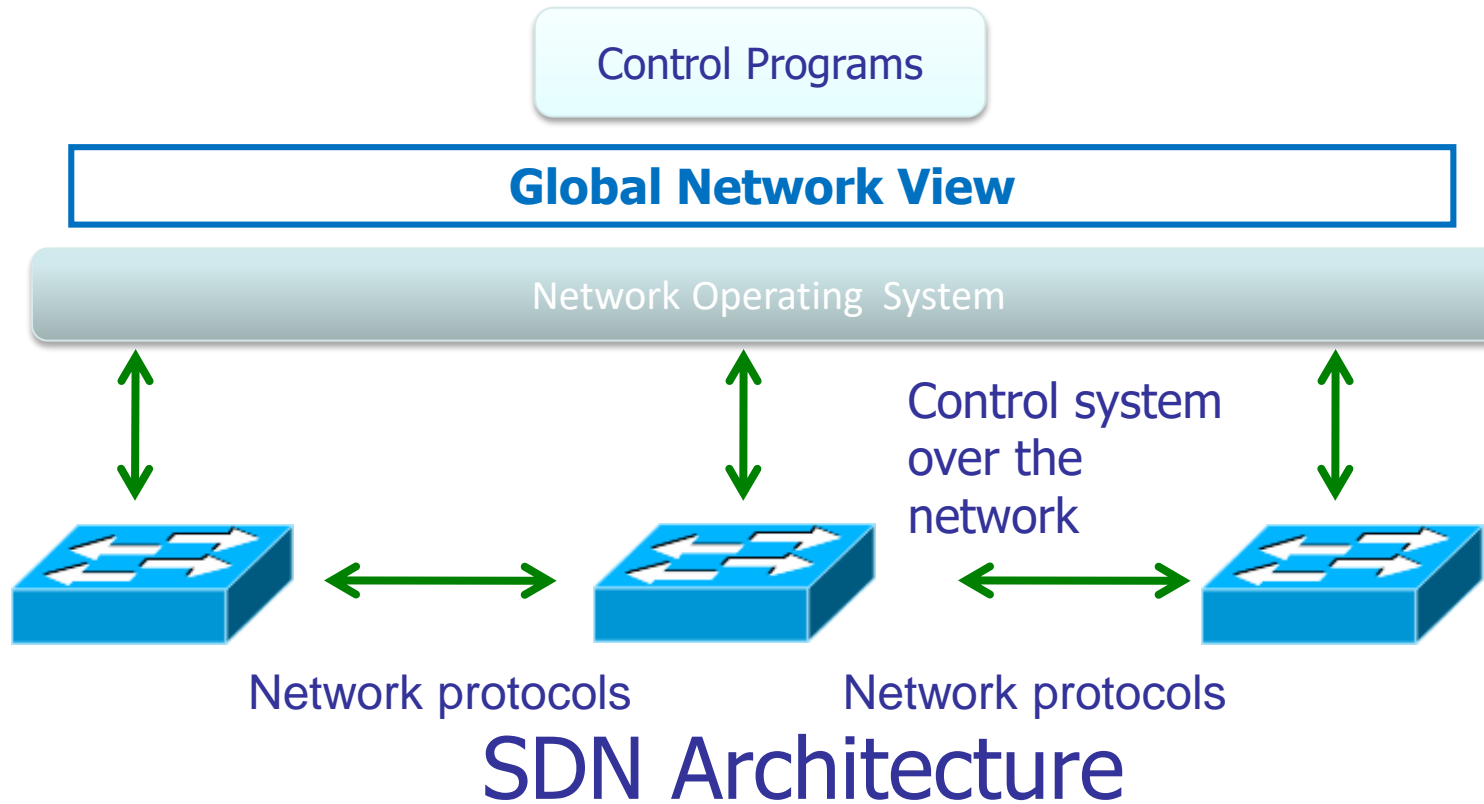 Control Programs
Global Network View
Network Operating System
Control system
over the
network
Network protocols
Network protocols
SDN Architecture